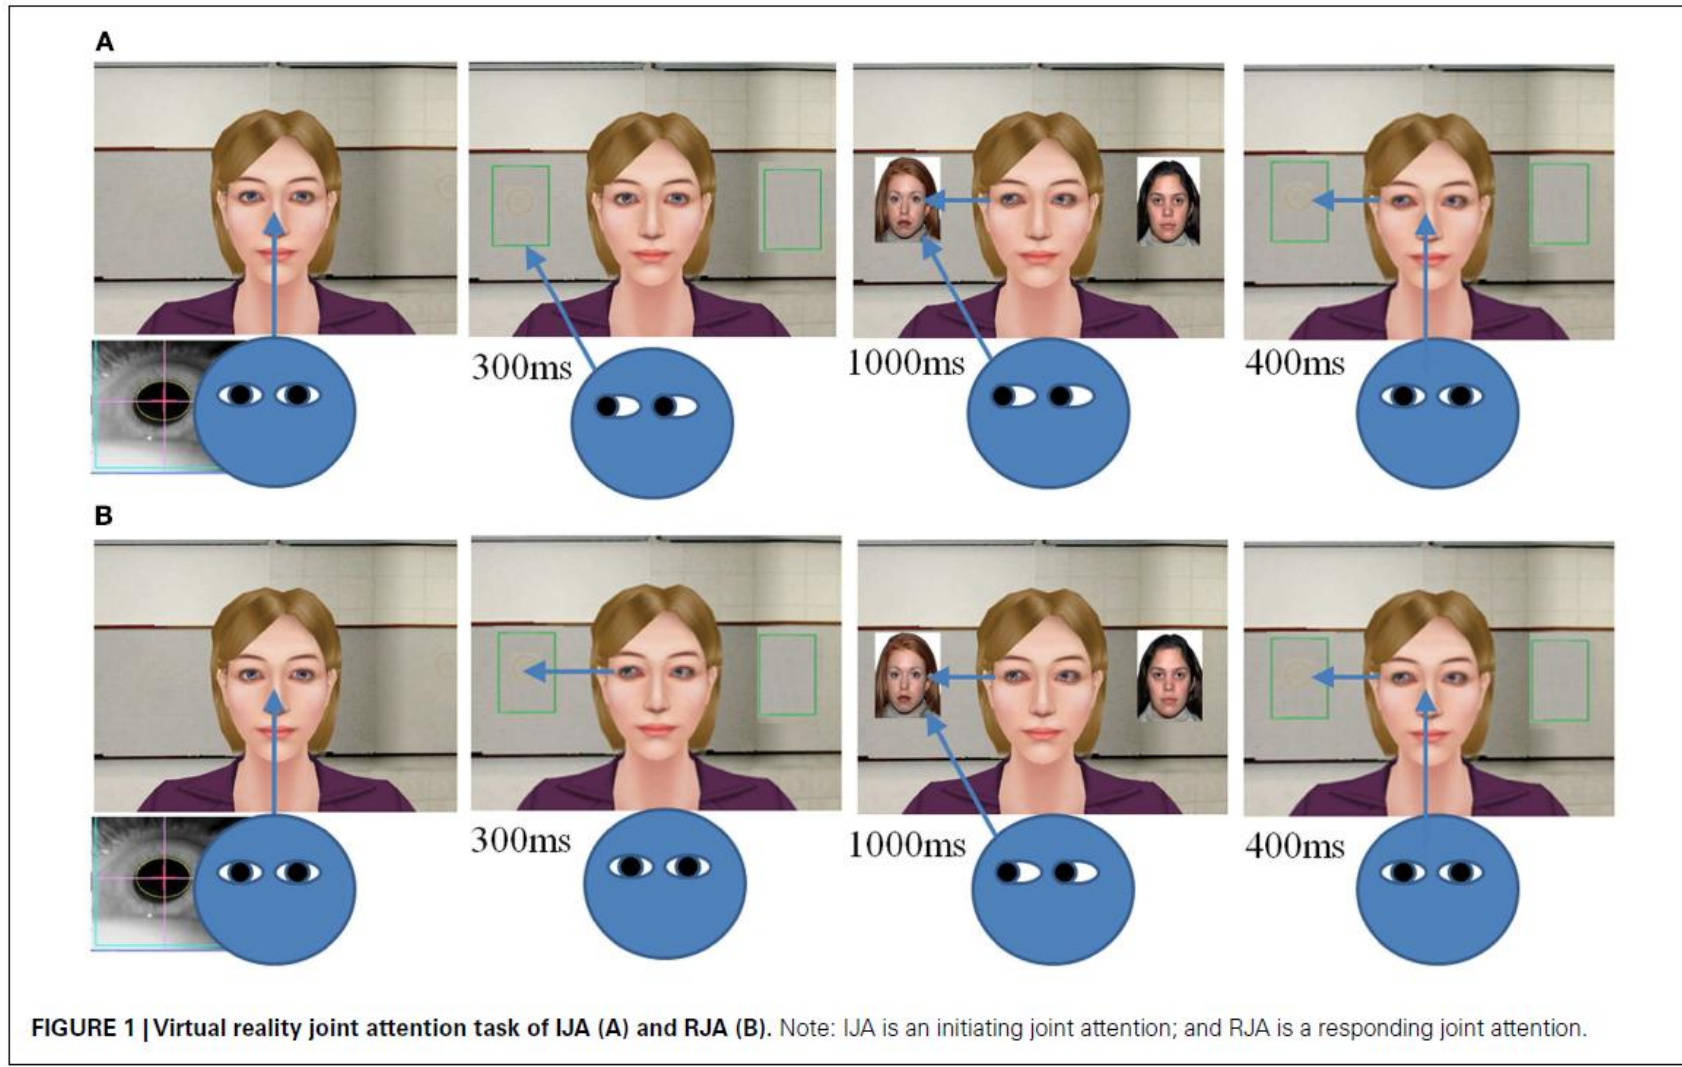 A
300ms
1000ms
400ms
B
300ms
1000ms
400ms
FIGURE 1 | Virtual reality joint attention task of IJA (A) and RJA (B). Note: IJA is an initiating joint attention; and RJA is a responding joint attention.